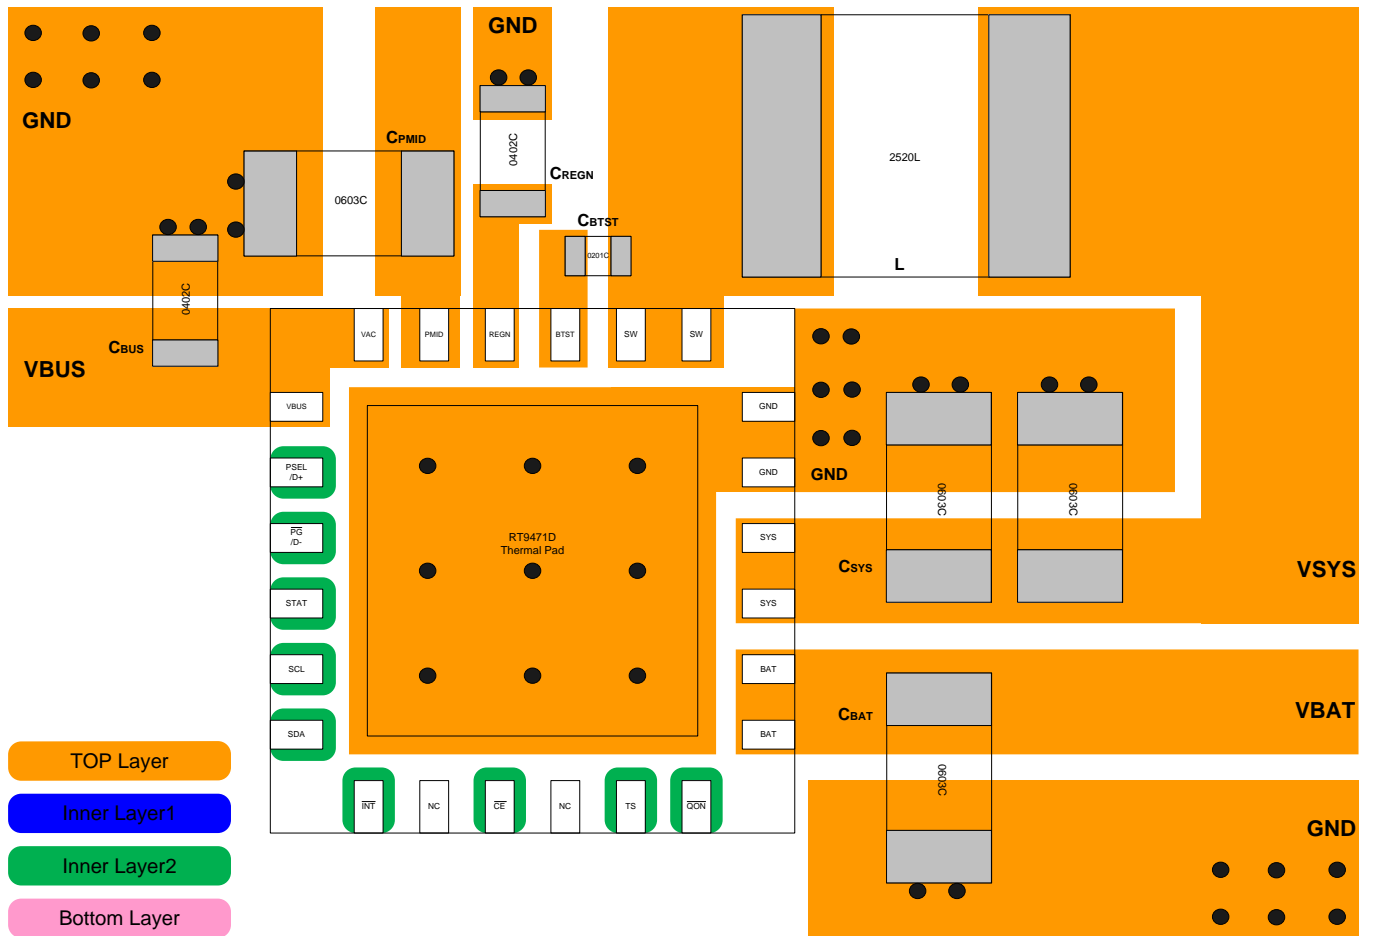 GND
GND
CPMID
0402C
2520L
CREGN
0603C
CBTST
0201C
L
0402C
CBUS
VBUS
VAC
PMID
REGN
BTST
SW
SW
VBUS
GND
PSEL
/D+
GND
GND
PG
/D-
SYS
0603C
0603C
RT9471D
Thermal Pad
CSYS
VSYS
STAT
SYS
SCL
BAT
CBAT
VBAT
SDA
BAT
TOP Layer
0603C
Inner Layer1
INT
NC
CE
NC
TS
QON
GND
Inner Layer2
Bottom Layer